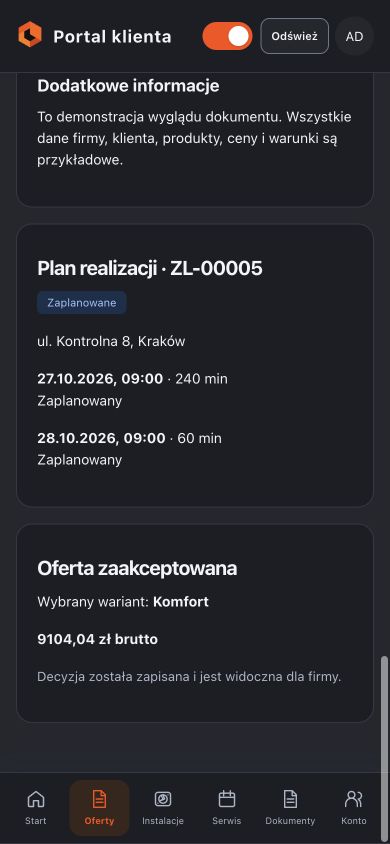 Portal klienta
Odśwież
AD
Dodatkowe informacje
To demonstracja wyglądu dokumentu. Wszystkie
dane firmy, klienta, produkty, ceny i warunki są
przykładowe.
Plan realizacji · ZL-00005
Zaplanowane
ul. Kontrolna 8, Kraków
27.10.2026, 09:00 · 240 min
Zaplanowany
28.10.2026, 09:00 · 60 min
Zaplanowany
Oferta zaakceptowana
Wybrany wariant: Komfort
9104,04 zł brutto
Decyzja została zapisana i jest widoczna dla firmy.
Start
Oferty
Instalacje
Serwis
Dokumenty
Konto